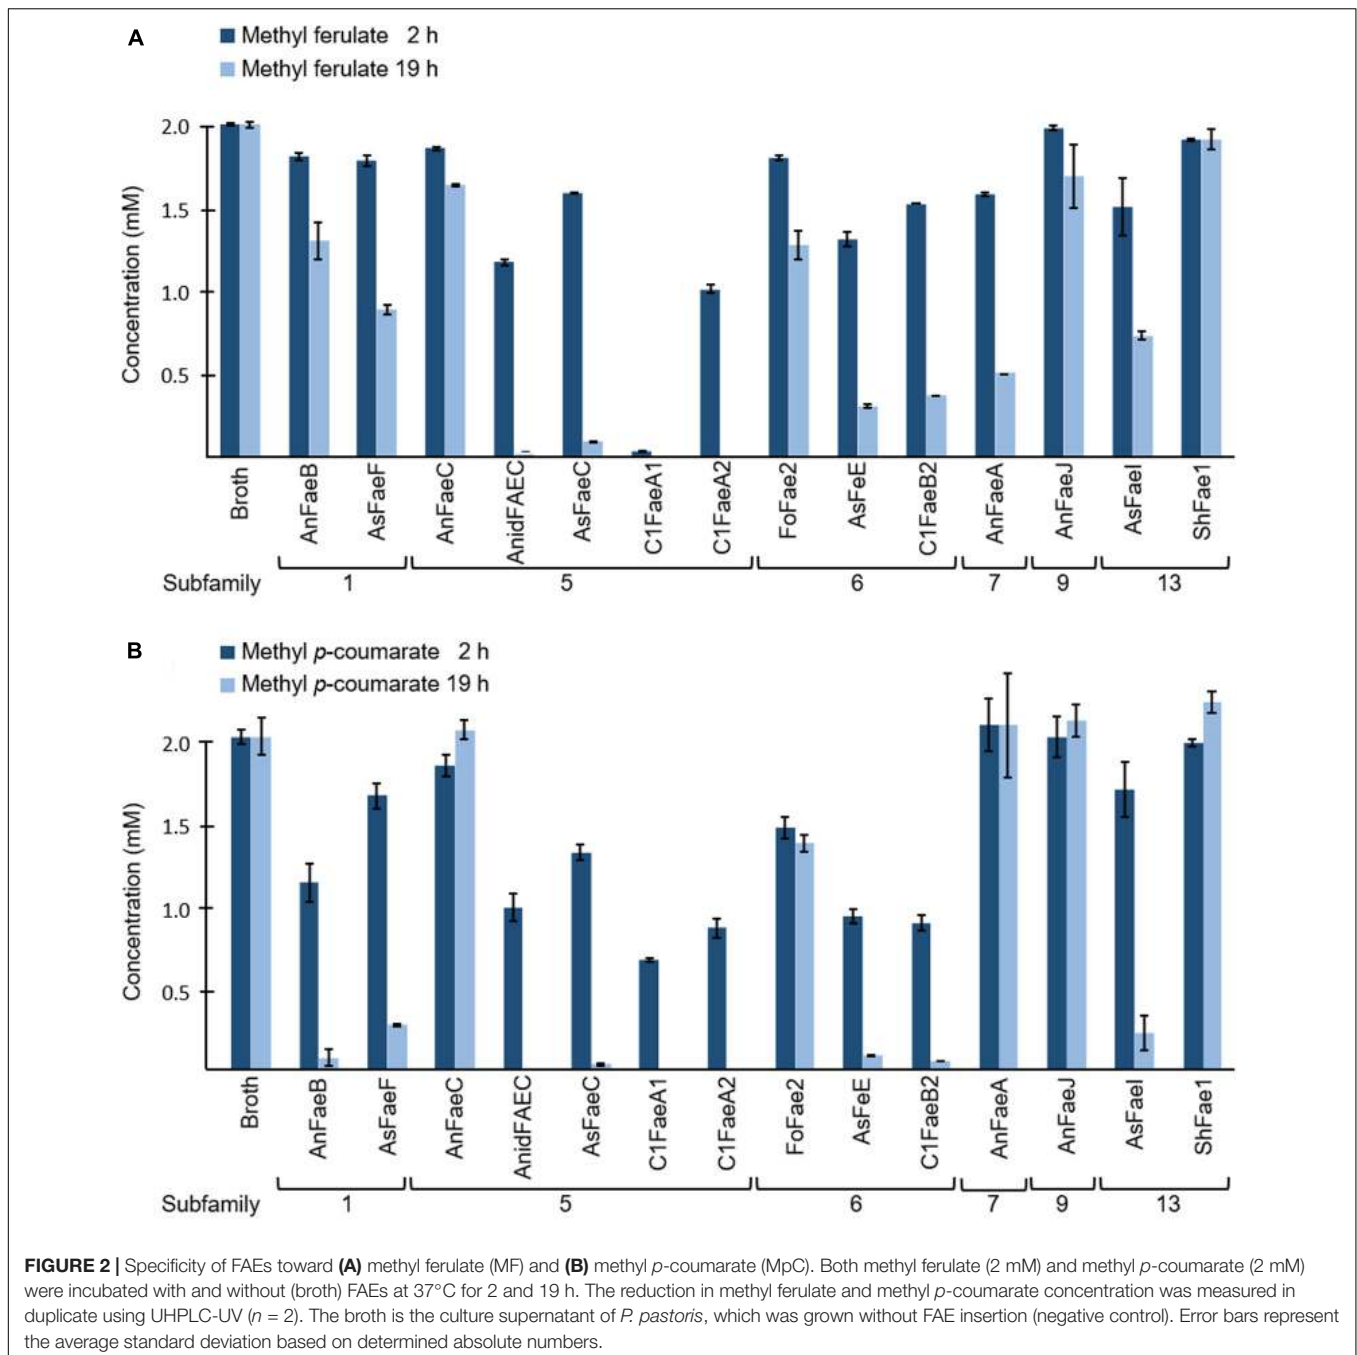 A
Methyl ferulate 2 h
Methyl ferulate 19 h
Concentration (mM)
2.0
1.5
1.0
0.5
Broth
AnFaeB
AsFaeF
AnFaeC
AnidFAEC
AsFaeC
C1FaeA1
C1FaeA2
FoFae2
AsFeE
C1FaeB2
AnFaeA
AnFaeJ
AsFaeI
ShFae1
Subfamily 1 5 6 7 9 13
B
Methyl p-coumarate 2 h
Methyl p-coumarate 19 h
Concentration (mM)
2.0
1.5
1.0
0.5
Broth
AnFaeB
AsFaeF
AnFaeC
AnidFAEC
AsFaeC
C1FaeA1
C1FaeA2
FoFae2
AsFeE
C1FaeB2
AnFaeA
AnFaeJ
AsFaeI
ShFae1
Subfamily 1 5 6 7 9 13
FIGURE 2 | Specificity of FAEs toward (A) methyl ferulate (MF) and (B) methyl p-coumarate (MpC). Both methyl ferulate (2 mM) and methyl p-coumarate (2 mM)
were incubated with and without (broth) FAEs at 37°C for 2 and 19 h. The reduction in methyl ferulate and methyl p-coumarate concentration was measured in
duplicate using UHPLC-UV (n = 2). The broth is the culture supernatant of P. pastoris, which was grown without FAE insertion (negative control). Error bars represent
the average standard deviation based on determined absolute numbers.